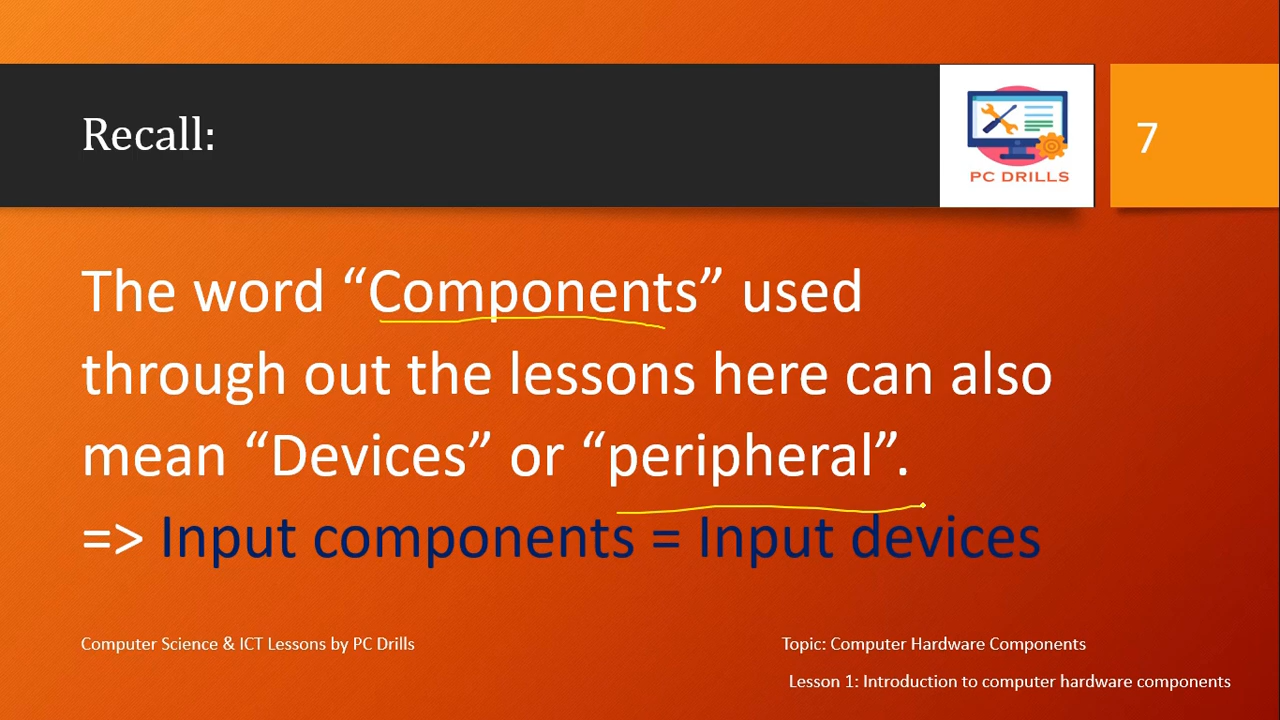 Recall:
PC DRILLS
7
The word “Components” used
through out the lessons here can also
mean “Devices” or “peripheral”.
=> Input components = Input devices
Computer Science & ICT Lessons by PC Drills
Topic: Computer Hardware Components
Lesson 1: Introduction to computer hardware components